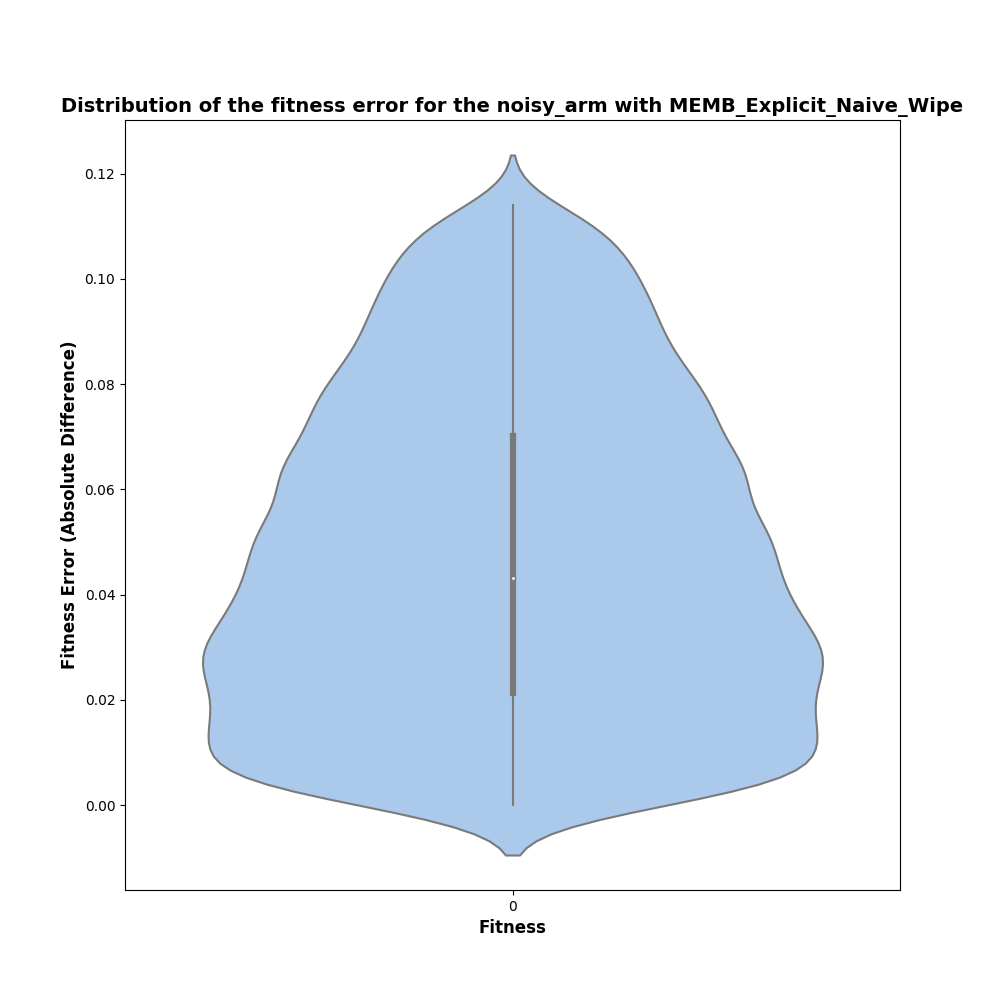 Distribution of the fitness error for the noisy_arm with MEMB_Explicit_Naive_Wipe
0.12
0.10
0.08
0.06
0.04
0.02
0.00
Fitness Error (Absolute Difference)
0
Fitness